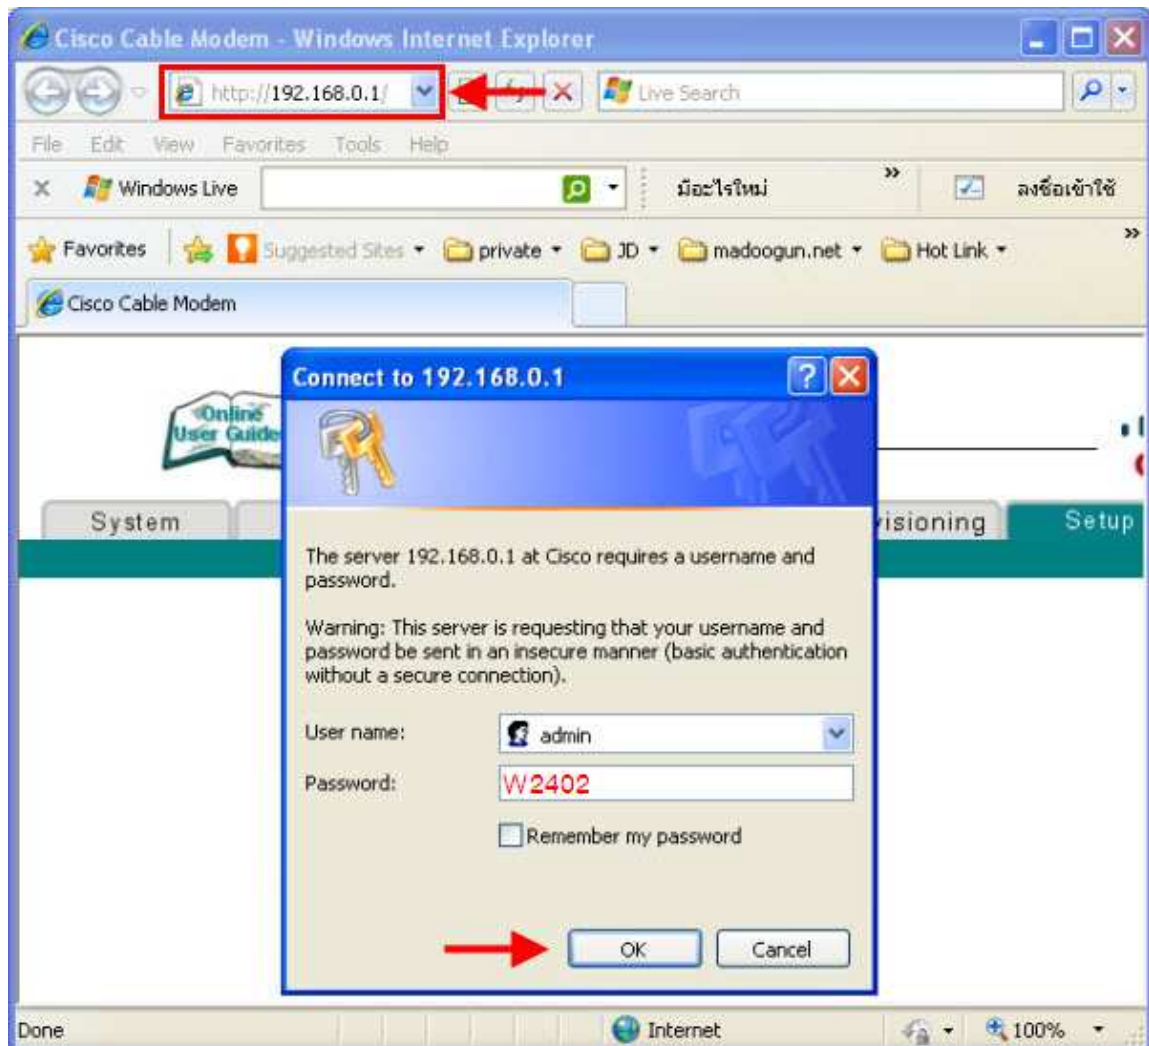 Cisco Cable Modem - Windows Internet Explorer
http://192.168.0.1/
Live Search
File Edit View Favorites Tools Help
X Windows Live
มีอะไรใหม่ » ลงชื่อเข้าใช้
Favorites Suggested Sites private JD madoogun.net Hot Link »
Cisco Cable Modem
Online
User Guide
System
visioning
Setup
Connect to 192.168.0.1
The server 192.168.0.1 at Cisco requires a username and
password.
Warning: This server is requesting that your username and
password be sent in an insecure manner (basic authentication
without a secure connection).
User name: admin
Password: W2402
Remember my password
OK Cancel
Done Internet 100%